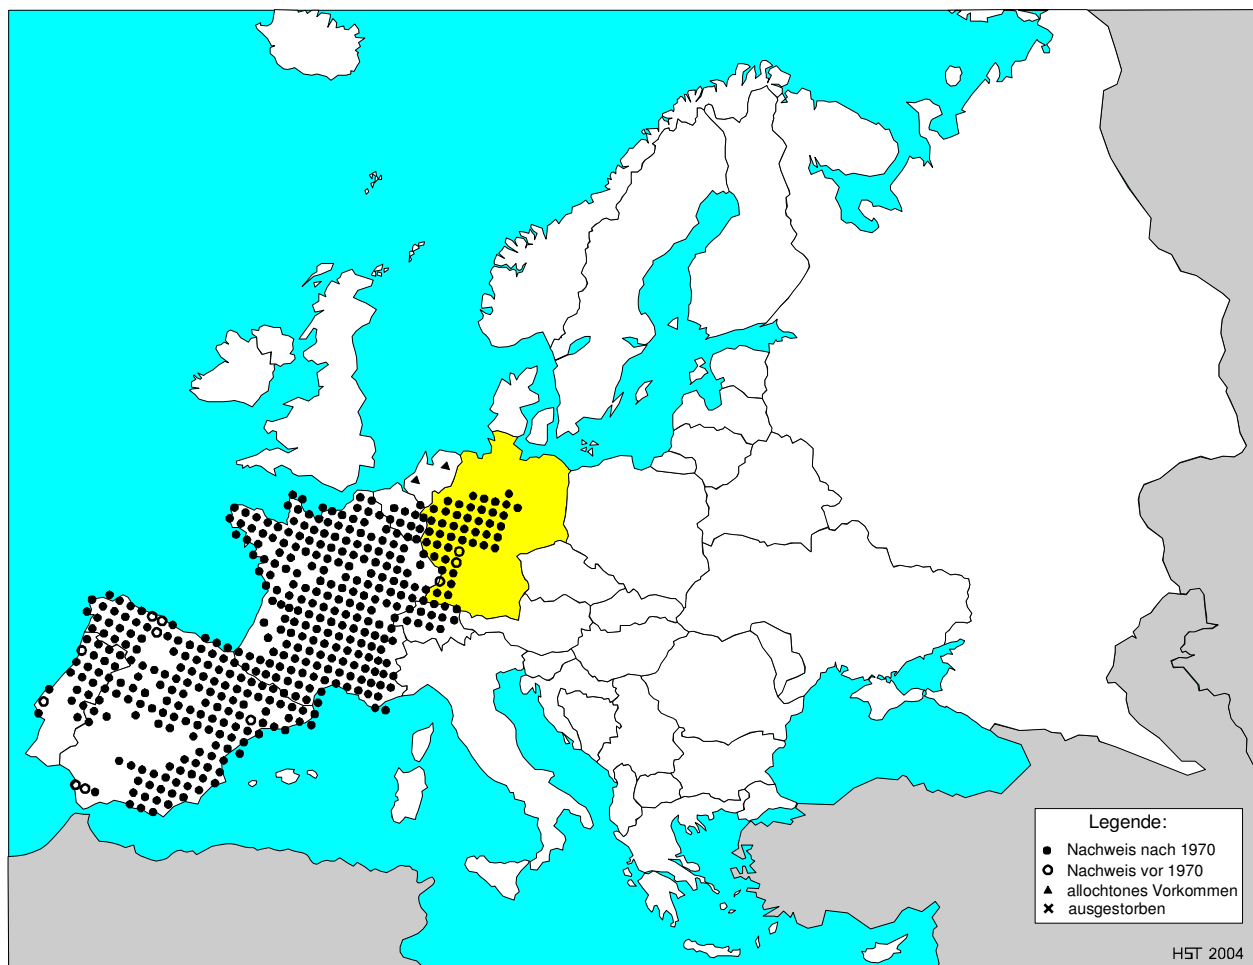 Legende:
Nachweis nach 1970
Nachweis vor 1970
allochtones Vorkommen
ausgestorben
HST 2004